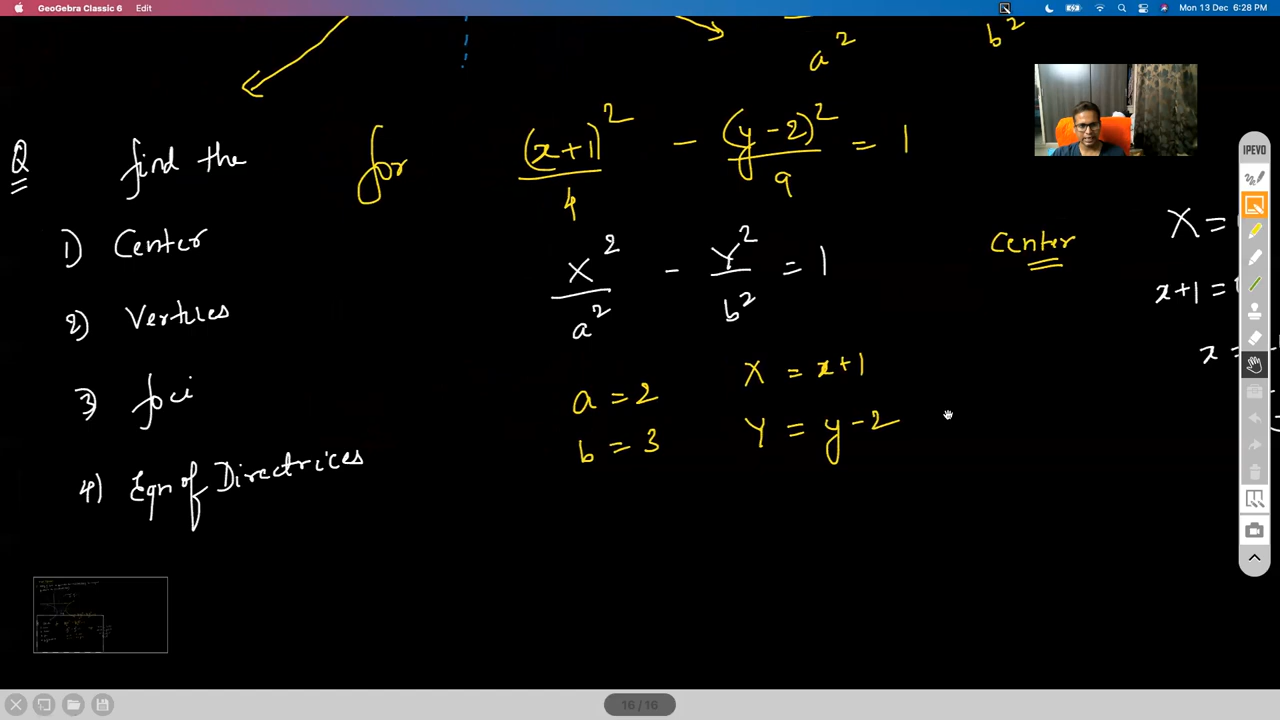 GeoGebra Classic 6 Edit Mon 13 Dec 6:28 PM
a² b²
Q find the for (x+1)²/4 - (y-2)²/9 = 1
IPEVO
1) Center
X²/a² - Y²/b² = 1
Center
X =
x+1 =
x =
2) Vertices
3) foci
a = 2 X = x+1
b = 3 Y = y-2
4) Eqn of Directrices
16 / 16